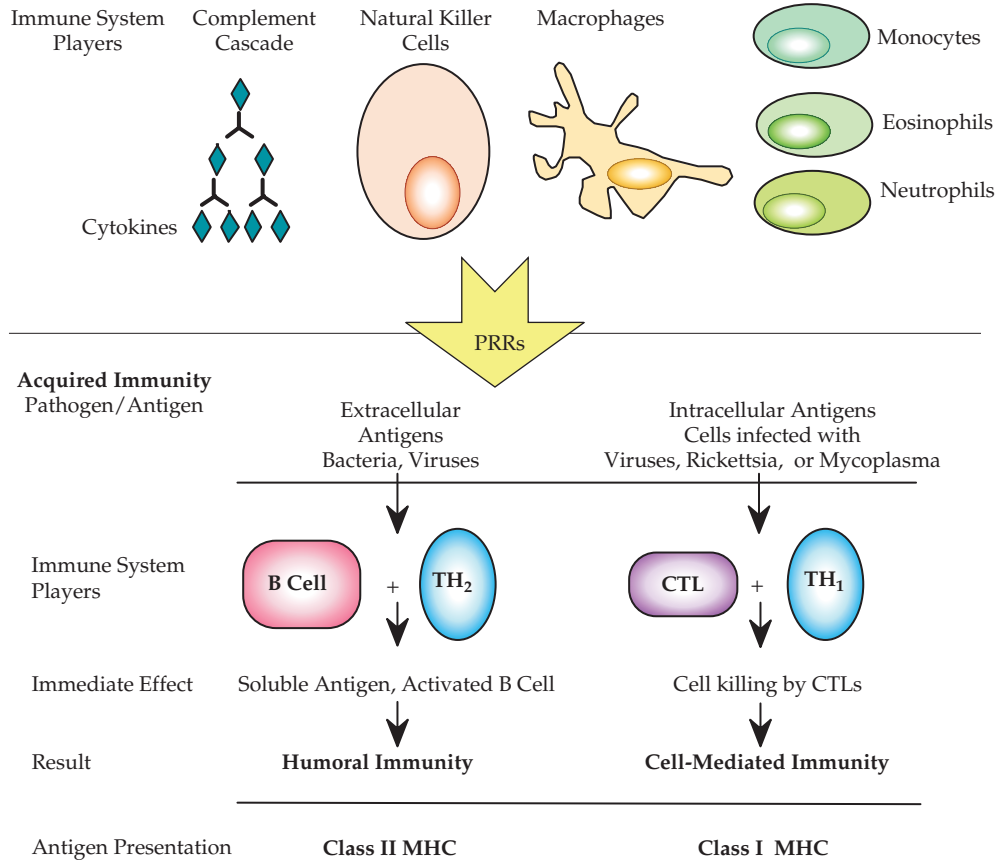 Immune System Players
Complement Cascade
Natural Killer Cells
Macrophages
Monocytes
Eosinophils
Neutrophils
Cytokines
PRRs
Acquired Immunity
Pathogen/Antigen
Extracellular
Antigens
Bacteria, Viruses
Intracellular Antigens
Cells infected with
Viruses, Rickettsia, or Mycoplasma
Immune System
Players
B Cell
+
TH2
CTL
+
TH1
Immediate Effect
Soluble Antigen, Activated B Cell
Cell killing by CTLs
Result
Humoral Immunity
Cell-Mediated Immunity
Antigen Presentation
Class II MHC
Class I MHC